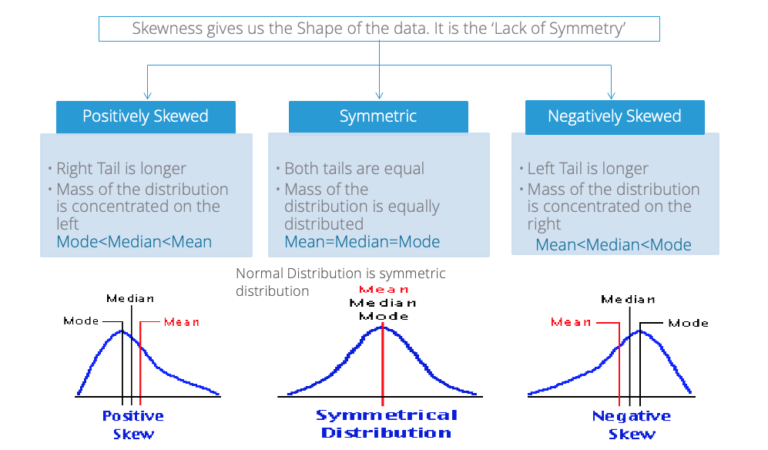 Skewness gives us the Shape of the data. It is the ‘Lack of Symmetry’
Positively Skewed
• Right Tail is longer
• Mass of the distribution
is concentrated on the
left
Mode<Median<Mean
Symmetric
• Both tails are equal
• Mass of the
distribution is equally
distributed
Mean=Median=Mode
Negatively Skewed
• Left Tail is longer
• Mass of the distribution
is concentrated on the
right
Mean<Median<Mode
Normal Distribution is symmetric
distribution
Median
Mode
Mean
Positive
Skew
Mean
Median
Mode
Symmetrical
Distribution
Median
Mean
Mode
Negative
Skew